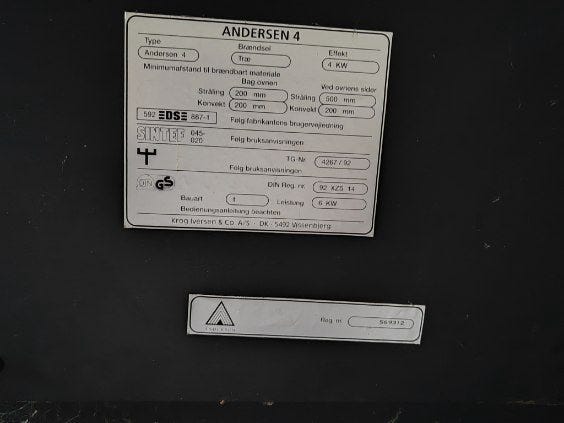 ANDERSEN 4
Type Brændsel Effekt
Andersen 4 Træ 4 KW
Minimumafstand til brændbart materiale
Bag ovnen Ved ovnens sider
Stråling 200 mm Stråling 500 mm
Konvekt 200 mm Konvekt 200 mm
592 EDSE 887-1 Følg fabrikantens brugervejledning
SINTEF 045-020 Følg bruksanvisningen
TG-Nr. 4267/92
Følg bruksanvisningen
DIN GS DIN Reg. nr. 92 XZS 14
Bauart 1 Leistung 6 KW
Bedienungsanleitung beachten
Krog Iversen & Co. A/S · DK - 5492 Vissenbjerg
Reg. nr. 569312